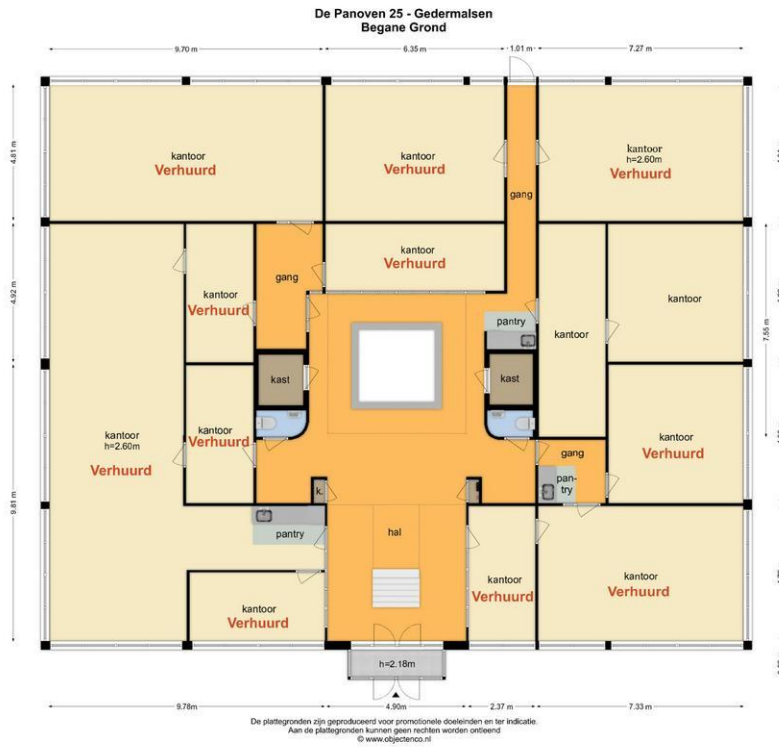 De Panoven 25 - Gedermalsen
Begane Grond
9.70 m
6.35 m
1.01 m
7.27 m
4.81 m
kantoor
Verhuurd
kantoor
Verhuurd
kantoor
h=2.60m
Verhuurd
gang
kantoor
Verhuurd
4.92 m
gang
kantoor
Verhuurd
kantoor
7,55 m
pantry
kantoor
kast
kast
kantoor
h=2.60m
Verhuurd
kantoor
Verhuurd
kantoor
Verhuurd
gang
pan-
try
k.
9.81 m
pantry
hal
kantoor
Verhuurd
kantoor
Verhuurd
kantoor
Verhuurd
h=2.18m
9.78m
4.90m
2.37 m
7.33 m
De plattegronden zijn geproduceerd voor promotionele doeleinden en ter indicatie.
Aan de plattegronden kunnen geen rechten worden ontleend
© www.objectenco.nl